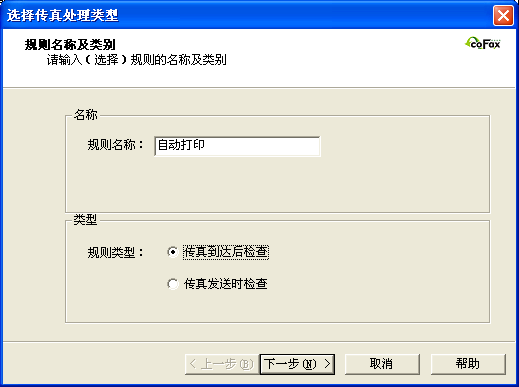 选择传真处理类型
规则名称及类别
请输入（选择）规则的名称及类别
coFax
名称
规则名称：
自动打印
类型
规则类型：
传真到达后检查
传真发送时检查
< 上一步(B)
下一步(N) >
取消
帮助